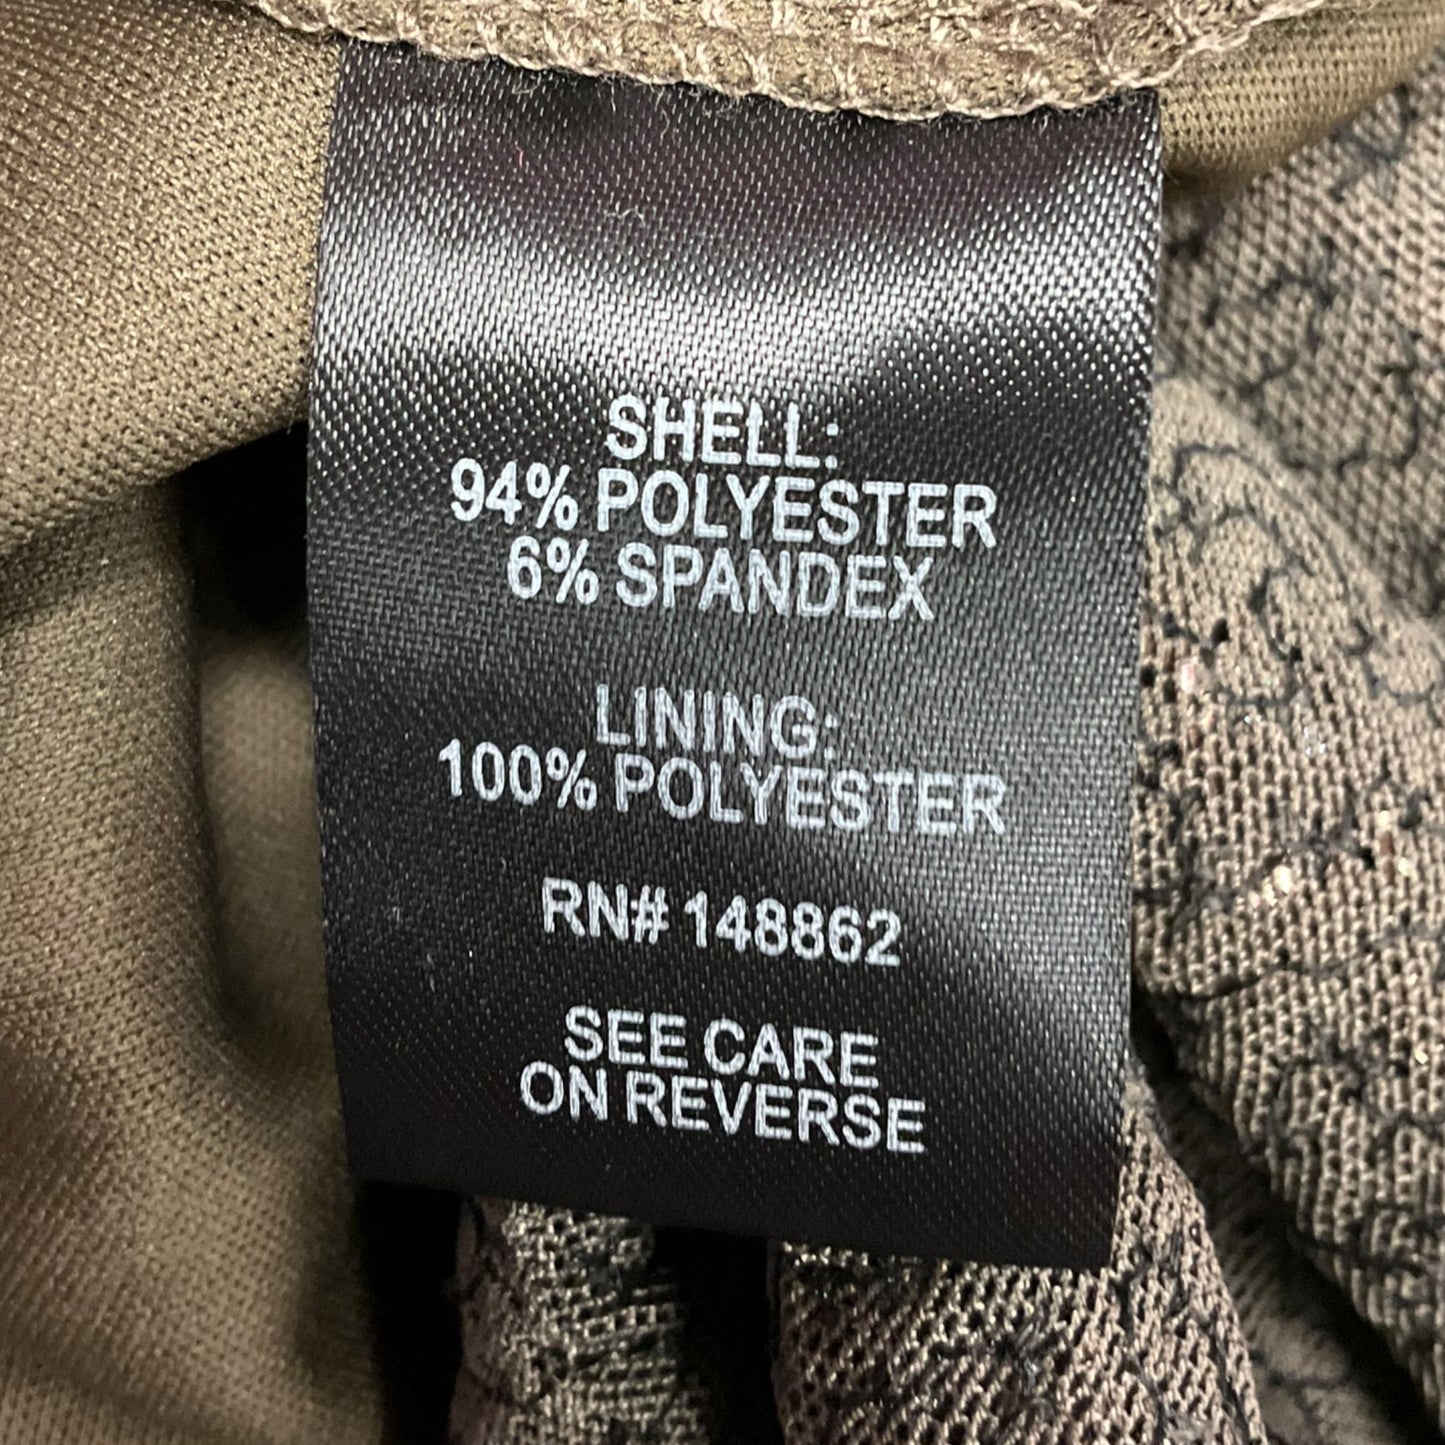 SHELL:
94% POLYESTER
6% SPANDEX
LINING:
100% POLYESTER
RN# 148862
SEE CARE
ON REVERSE